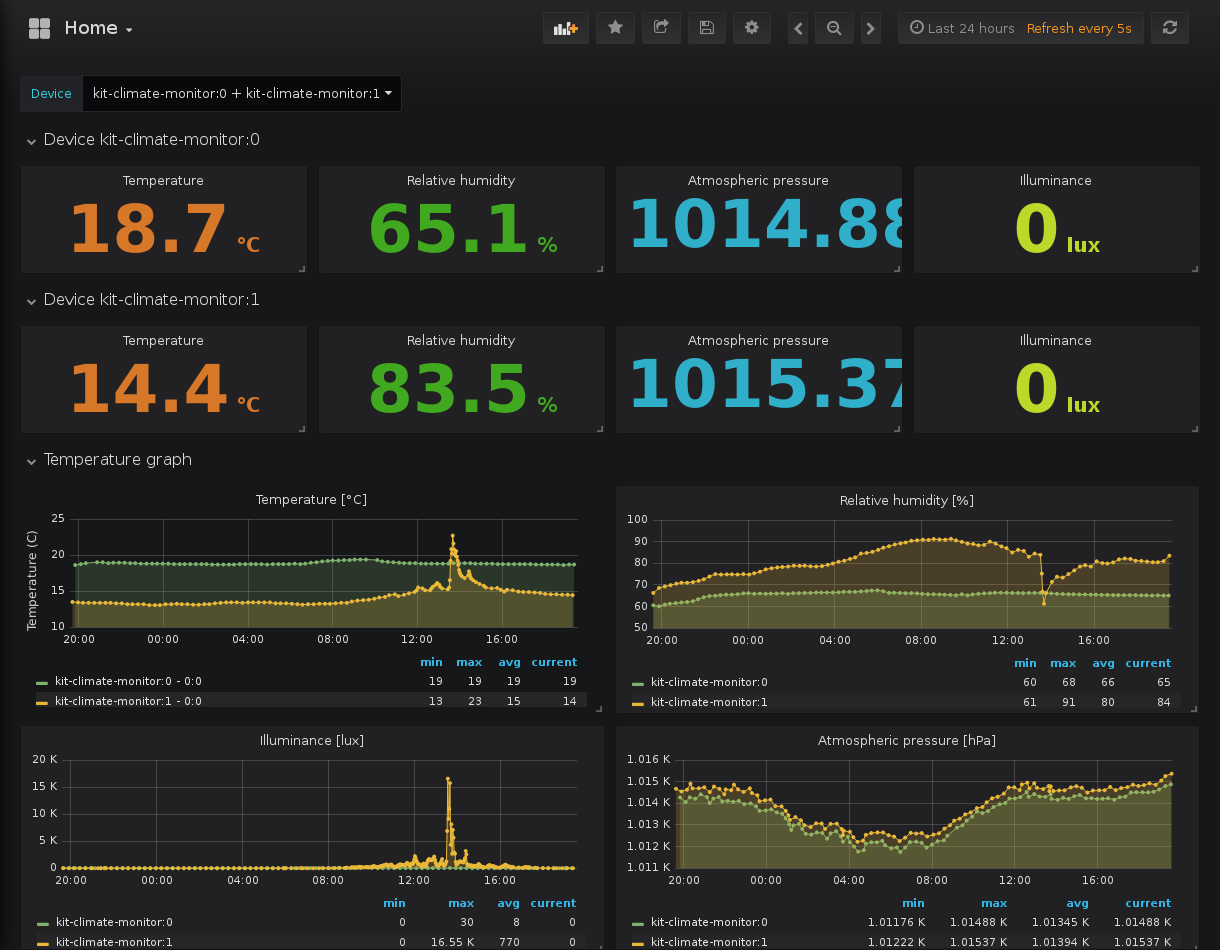 Home
Last 24 hours Refresh every 5s
Device kit-climate-monitor:0 + kit-climate-monitor:1
Device kit-climate-monitor:0
Temperature Relative humidity Atmospheric pressure Illuminance
18.7 °C 65.1 % 1014.88 0 lux
Device kit-climate-monitor:1
Temperature Relative humidity Atmospheric pressure Illuminance
14.4 °C 83.5 % 1015.37 0 lux
Temperature graph
Temperature [°C]
Temperature (C)
25
20
15
10
20:00 00:00 04:00 08:00 12:00 16:00
min max avg current
kit-climate-monitor:0 - 0:0 19 19 19 19
kit-climate-monitor:1 - 0:0 13 23 15 14
Relative humidity [%]
100
90
80
70
60
50
20:00 00:00 04:00 08:00 12:00 16:00
min max avg current
kit-climate-monitor:0 60 68 66 65
kit-climate-monitor:1 61 91 80 84
Illuminance [lux]
20 K
15 K
10 K
5 K
0
20:00 00:00 04:00 08:00 12:00 16:00
min max avg current
kit-climate-monitor:0 0 30 8 0
kit-climate-monitor:1 0 16.55 K 770 0
Atmospheric pressure [hPa]
1.016 K
1.015 K
1.014 K
1.013 K
1.012 K
1.011 K
20:00 00:00 04:00 08:00 12:00 16:00
min max avg current
kit-climate-monitor:0 1.01176 K 1.01488 K 1.01345 K 1.01488 K
kit-climate-monitor:1 1.01222 K 1.01537 K 1.01394 K 1.01537 K